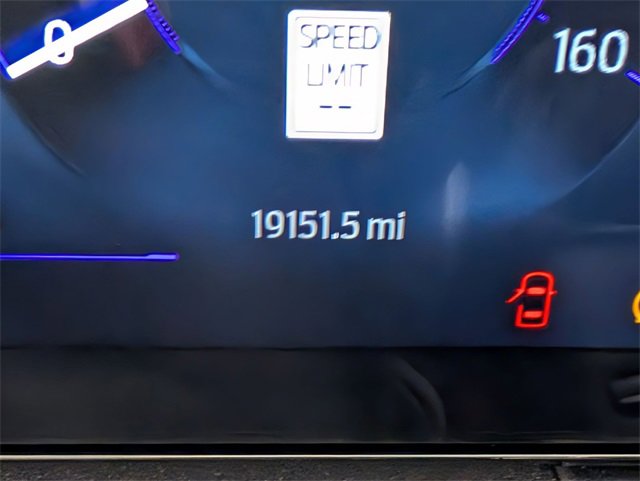 0
SPEED
LIMIT
--
160
19151.5 mi